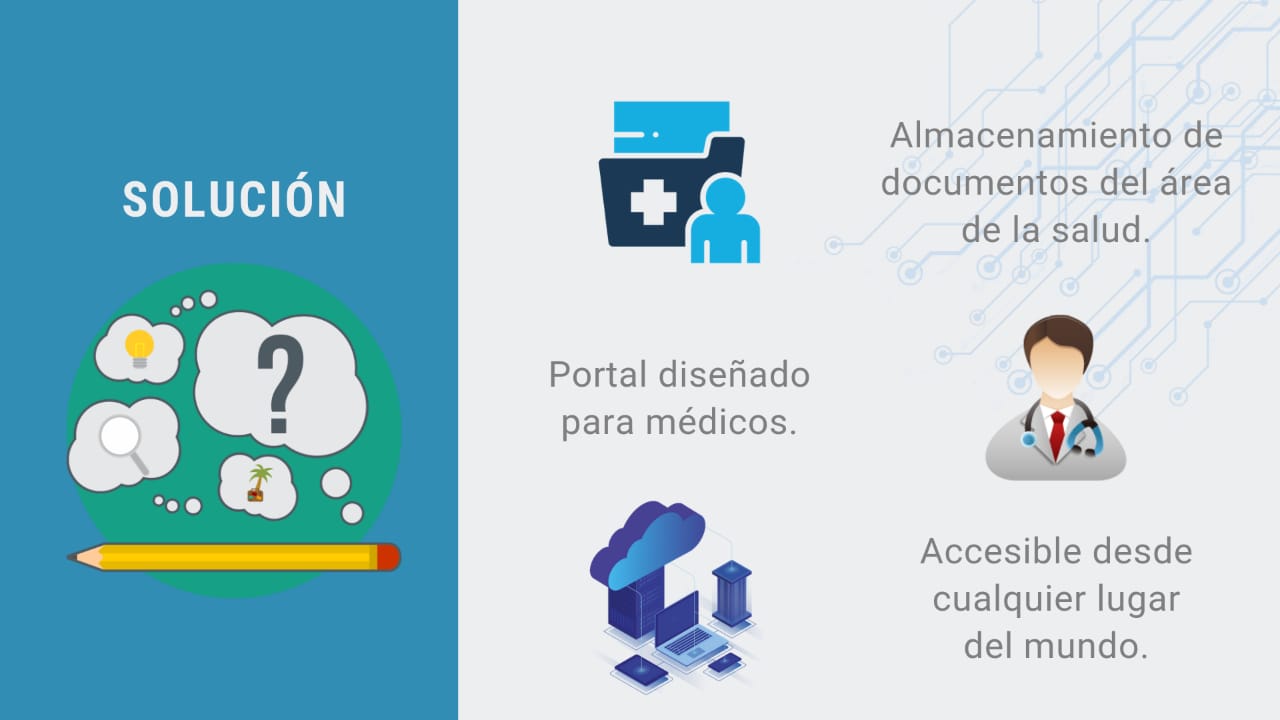 SOLUCIÓN
?
Almacenamiento de
documentos del área
de la salud.
Portal diseñado
para médicos.
Accesible desde
cualquier lugar
del mundo.